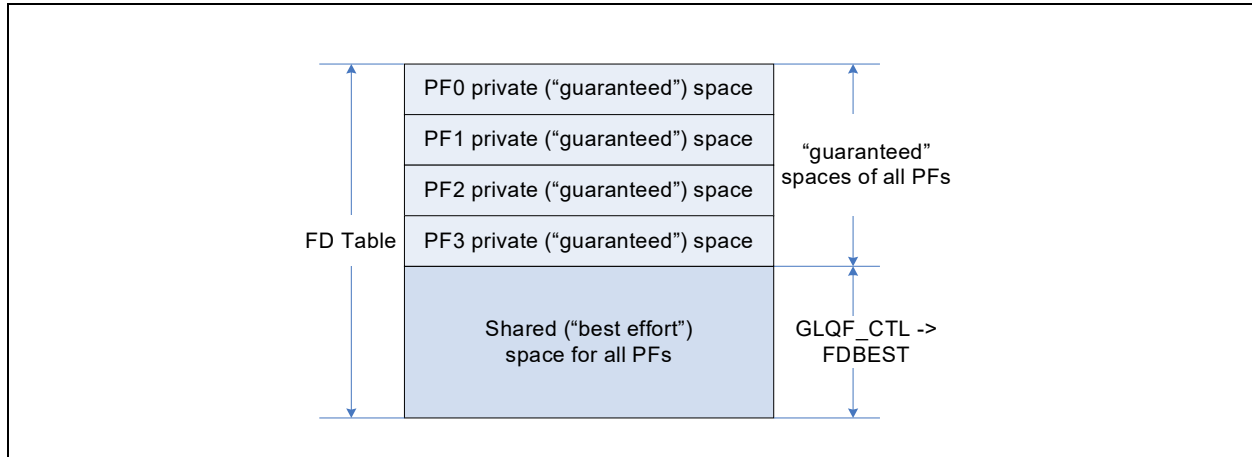 PF0 private (“guaranteed”) space
PF1 private (“guaranteed”) space
“guaranteed”
spaces of all PFs
PF2 private (“guaranteed”) space
FD Table
PF3 private (“guaranteed”) space
Shared (“best effort”)
space for all PFs
GLQF_CTL ->
FDBEST